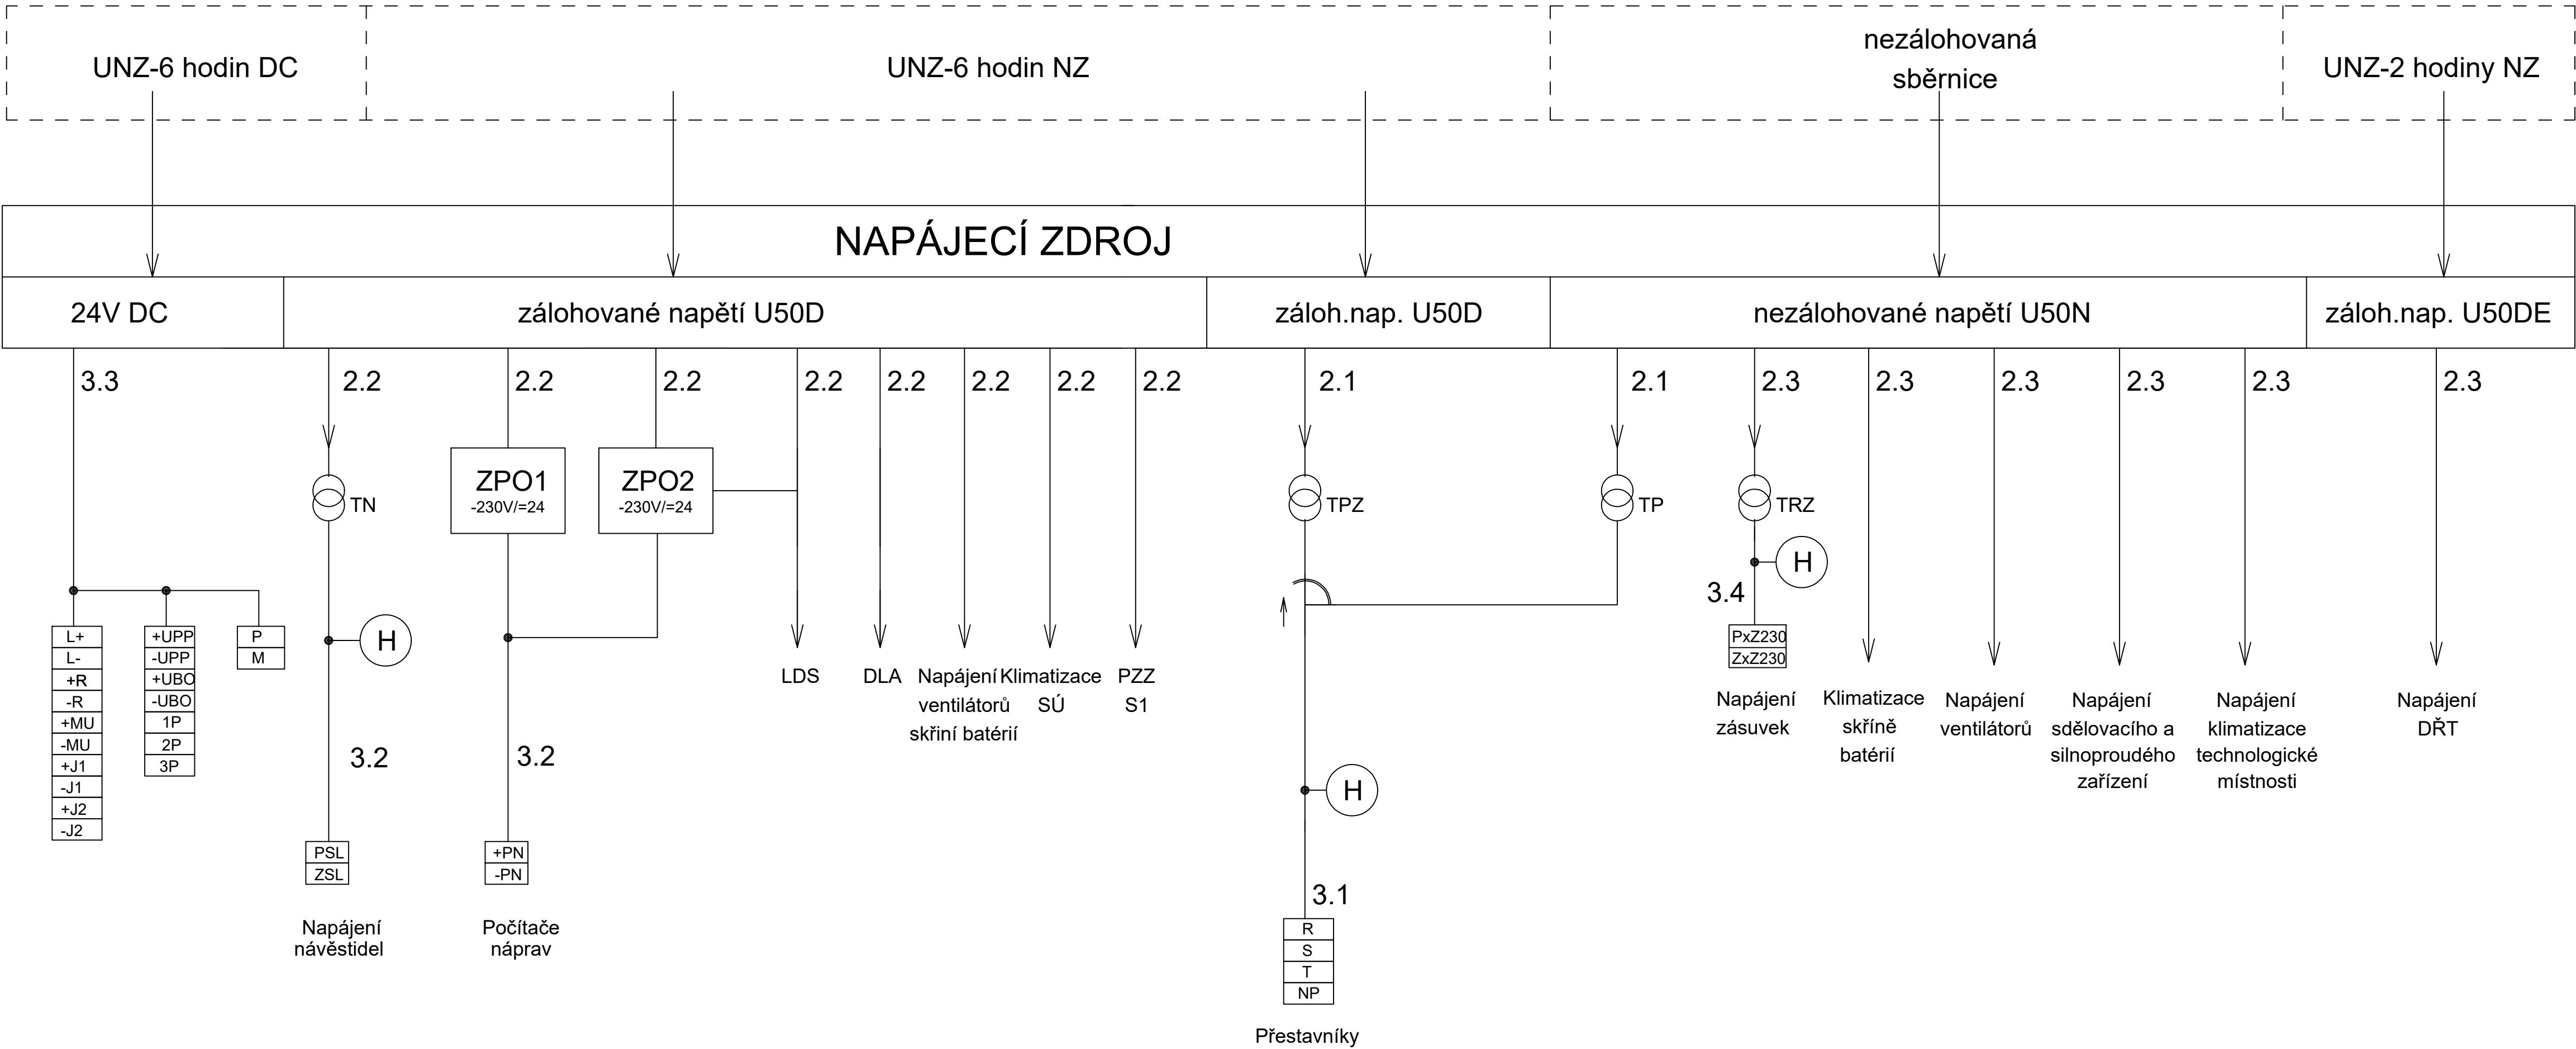 UNZ-6 hodin DC
UNZ-6 hodin NZ
nezálohovaná
sběrnice
UNZ-2 hodiny NZ
NAPÁJECÍ ZDROJ
24V DC
zálohované napětí U50D
záloh.nap. U50D
nezálohované napětí U50N
záloh.nap. U50DE
3.3
2.2
2.2
2.2
2.2
2.2
2.2
2.2
2.2
2.1
2.1
2.3
2.3
2.3
2.3
2.3
2.3
TN
ZPO1
-230V/=24
ZPO2
-230V/=24
TPZ
TP
TRZ
H
3.4
PxZ230
ZxZ230
L+
L-
+R
-R
+MU
-MU
+J1
-J1
+J2
-J2
+UPP
-UPP
+UBO
-UBO
1P
2P
3P
P
M
H
LDS
DLA
Napájení
ventilátorů
skřiní batérií
Klimatizace
SÚ
PZZ
S1
Napájení
zásuvek
Klimatizace
skříně
batérií
Napájení
ventilátorů
Napájení
sdělovacího a
silnoproudého
zařízení
Napájení
klimatizace
technologické
místnosti
Napájení
DŘT
3.2
3.2
H
PSL
ZSL
+PN
-PN
3.1
Napájení
návěstidel
Počítače
náprav
R
S
T
NP
Přestavníky